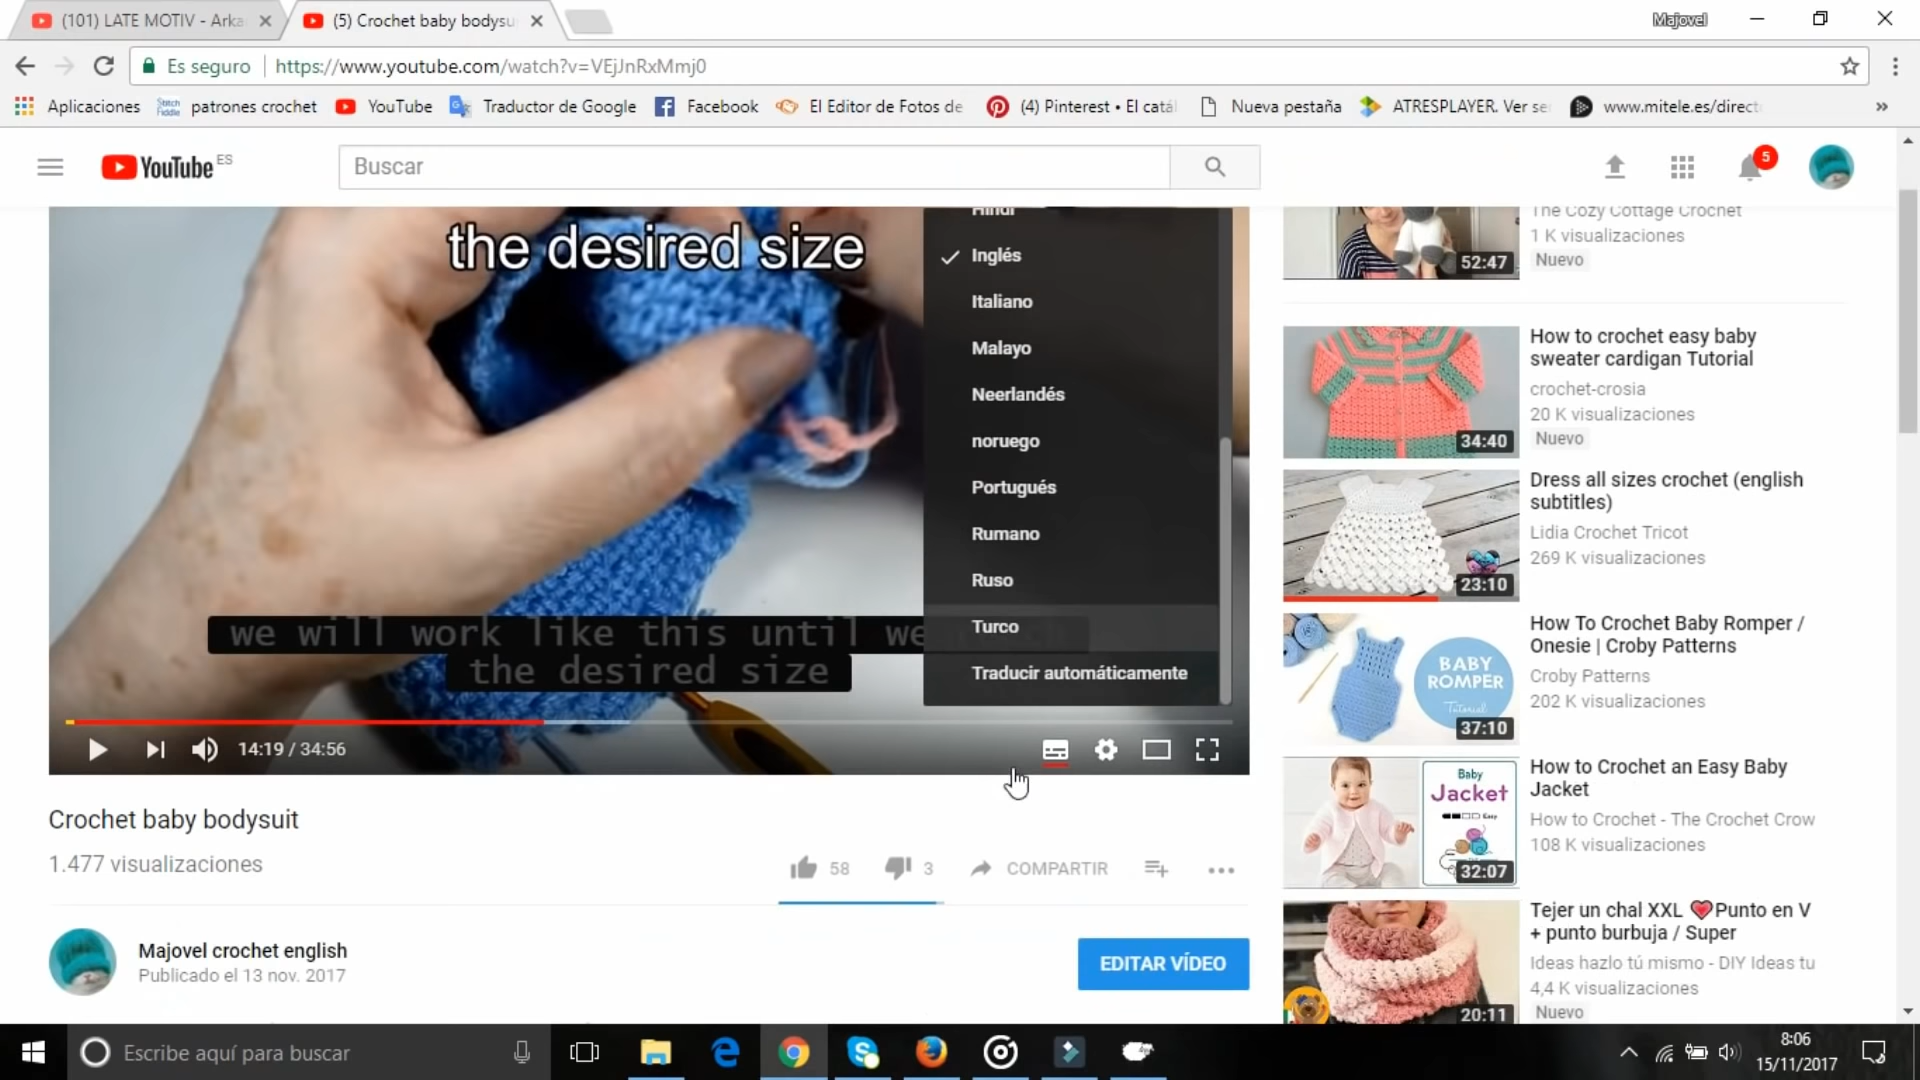 (101) LATE MOTIV - Arka
(5) Crochet baby bodysu
Majovel
Es seguro
https://www.youtube.com/watch?v=VEjJnRxMmj0
Aplicaciones
patrones crochet
YouTube
Traductor de Google
Facebook
El Editor de Fotos de
(4) Pinterest • El catál
Nueva pestaña
ATRESPLAYER. Ver se
www.mitele.es/direct
»
YouTube ES
Buscar
5
the desired size
Hindi
Inglés
Italiano
Malayo
Neerlandés
noruego
Portugués
Rumano
Ruso
Turco
Traducir automáticamente
we will work like this until we
the desired size
14:19 / 34:56
Crochet baby bodysuit
1.477 visualizaciones
58
3
COMPARTIR
Majovel crochet english
Publicado el 13 nov. 2017
EDITAR VÍDEO
The Cozy Cottage Crochet
1 K visualizaciones
Nuevo
52:47
How to crochet easy baby
sweater cardigan Tutorial
crochet-crosia
20 K visualizaciones
Nuevo
34:40
Dress all sizes crochet (english
subtitles)
Lidia Crochet Tricot
269 K visualizaciones
23:10
How To Crochet Baby Romper /
Onesie | Croby Patterns
Croby Patterns
202 K visualizaciones
BABY
ROMPER
Tutorial
37:10
How to Crochet an Easy Baby
Jacket
How to Crochet - The Crochet Crow
108 K visualizaciones
Baby
Jacket
Easy
32:07
Tejer un chal XXL ❤Punto en V
+ punto burbuja / Super
Ideas hazlo tú mismo - DIY Ideas tu
4,4 K visualizaciones
Nuevo
20:11
Escribe aquí para buscar
8:06
15/11/2017